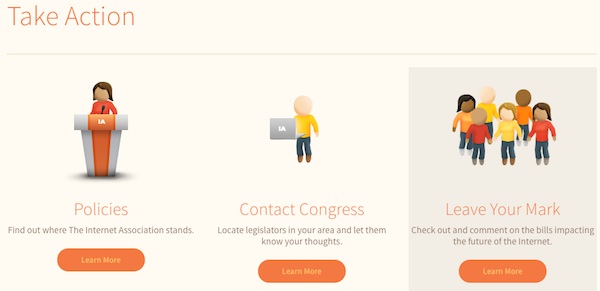 Take Action
IA
IA
Policies
Find out where The Internet Association stands.
Learn More
Contact Congress
Locate legislators in your area and let them
know your thoughts.
Learn More
Leave Your Mark
Check out and comment on the bills impacting
the future of the Internet.
Learn More